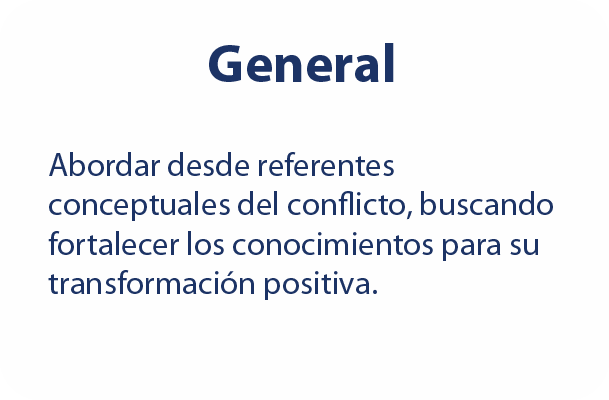 General
Abordar desde referentes
conceptuales del conflicto, buscando
fortalecer los conocimientos para su
transformación positiva.